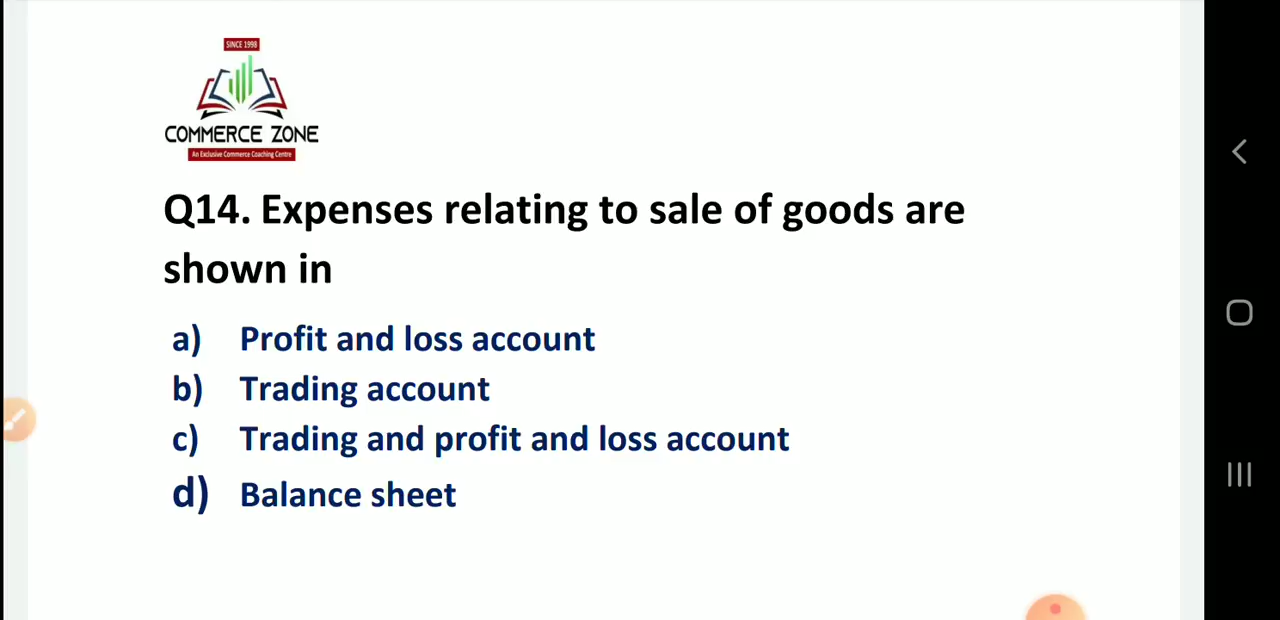 SINCE 1998
COMMERCE ZONE
An Exclusive Commerce Coaching Centre
Q14. Expenses relating to sale of goods are
shown in
a) Profit and loss account
b) Trading account
c) Trading and profit and loss account
d) Balance sheet